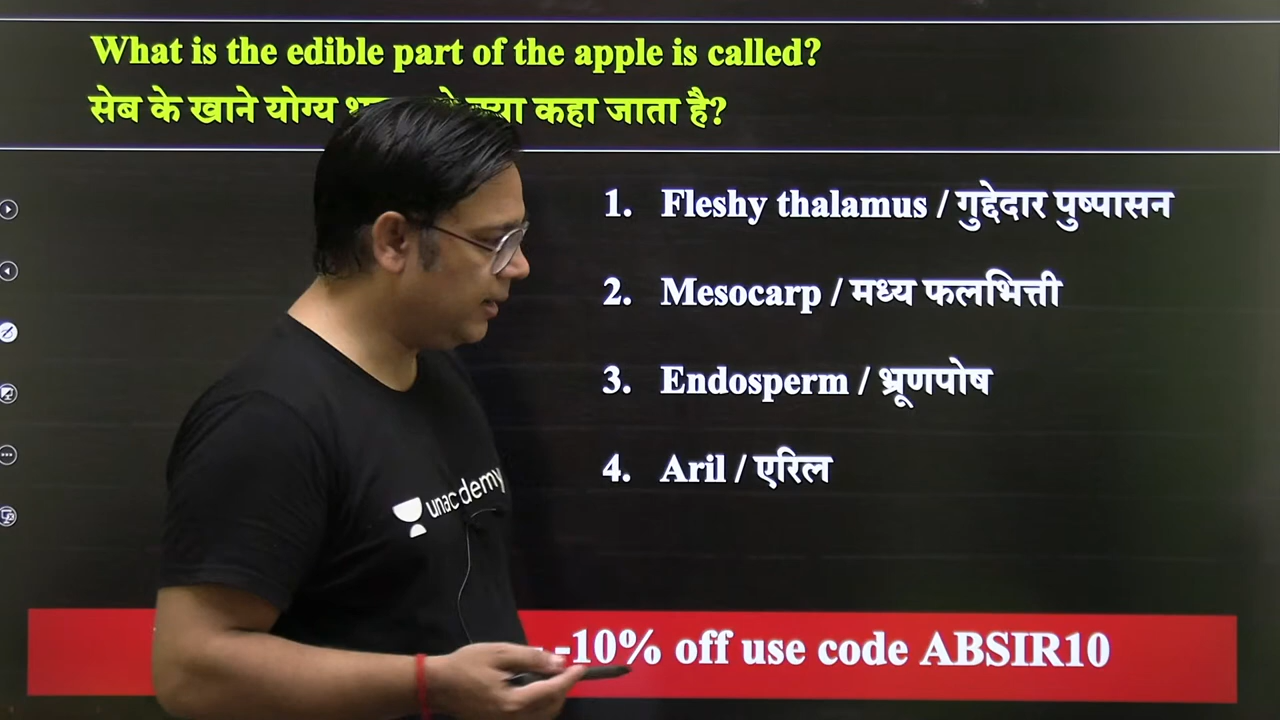 What is the edible part of the apple is called?
सेब के खाने योग्य कहा जाता है?
1. Fleshy thalamus / गुद्देदार पुष्पासन
2. Mesocarp / मध्य फलभित्ती
3. Endosperm / भ्रूणपोष
4. Aril / एरिल
unacademy
-10% off use code ABSIR10